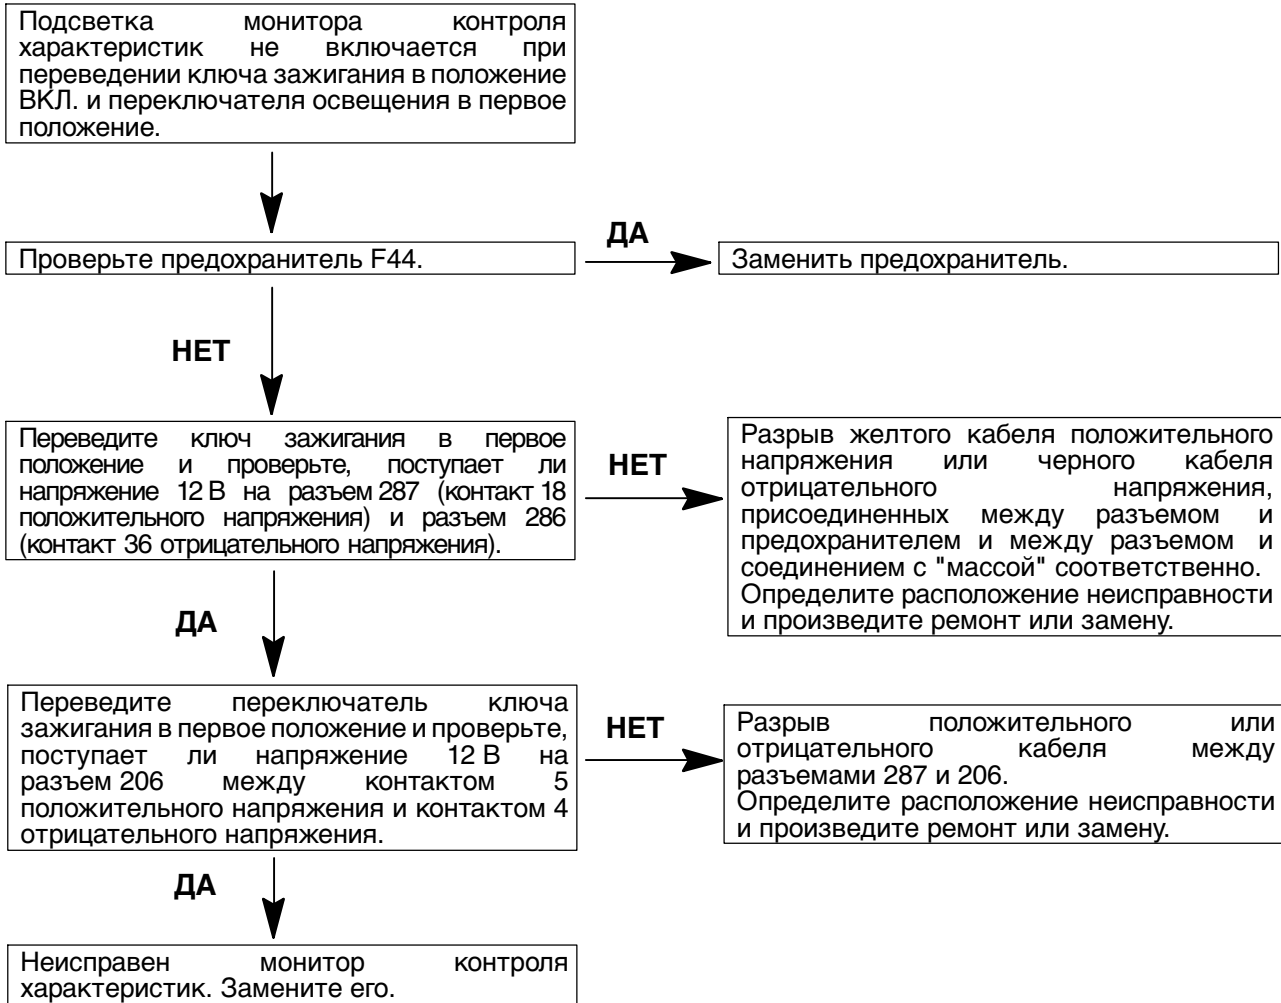 Подсветка монитора контроля
характеристик не включается при
переведении ключа зажигания в положение
ВКЛ. и переключателя освещения в первое
положение.
Проверьте предохранитель F44.
ДА
Заменить предохранитель.
НЕТ
Переведите ключ зажигания в первое
положение и проверьте, поступает ли
напряжение 12 В на разъем 287 (контакт 18
положительного напряжения) и разъем 286
(контакт 36 отрицательного напряжения).
НЕТ
Разрыв желтого кабеля положительного
напряжения или черного кабеля
отрицательного напряжения,
присоединенных между разъемом и
предохранителем и между разъемом и
соединением с "массой" соответственно.
Определите расположение неисправности
и произведите ремонт или замену.
ДА
Переведите переключатель ключа
зажигания в первое положение и проверьте,
поступает ли напряжение 12 В на
разъем 206 между контактом 5
положительного напряжения и контактом 4
отрицательного напряжения.
НЕТ
Разрыв положительного или
отрицательного кабеля между
разъемами 287 и 206.
Определите расположение неисправности
и произведите ремонт или замену.
ДА
Неисправен монитор контроля
характеристик. Замените его.